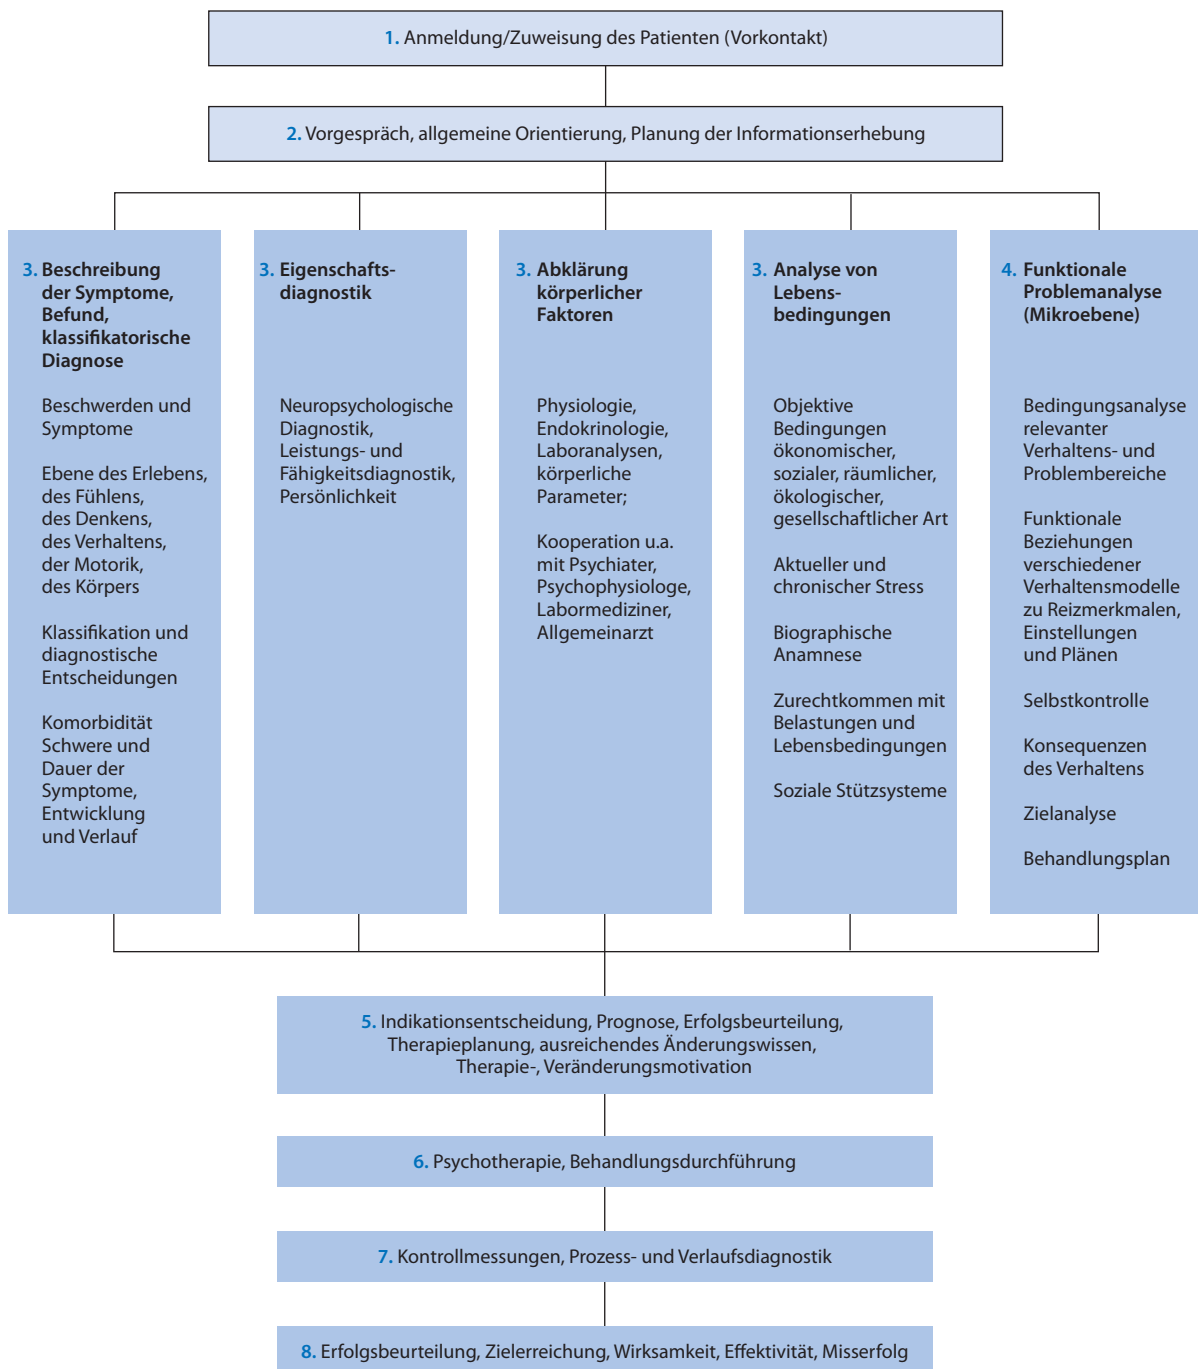 1. Anmeldung/Zuweisung des Patienten (Vorkontakt)
2. Vorgespräch, allgemeine Orientierung, Planung der Informationserhebung
3. Beschreibung
der Symptome,
Befund,
klassifikatorische
Diagnose
Beschwerden und
Symptome
Ebene des Erlebens,
des Fühlens,
des Denkens,
des Verhaltens,
der Motorik,
des Körpers
Klassifikation und
diagnostische
Entscheidungen
Komorbidität
Schwere und
Dauer der
Symptome,
Entwicklung
und Verlauf
3. Eigenschafts-
diagnostik
Neuropsychologische
Diagnostik,
Leistungs- und
Fähigkeitsdiagnostik,
Persönlichkeit
3. Abklärung
körperlicher
Faktoren
Physiologie,
Endokrinologie,
Laboranalysen,
körperliche
Parameter;
Kooperation u.a.
mit Psychiater,
Psychophysiologe,
Labormediziner,
Allgemeinarzt
3. Analyse von
Lebens-
bedingungen
Objektive
Bedingungen
ökonomischer,
sozialer, räumlicher,
ökologischer,
gesellschaftlicher Art
Aktueller und
chronischer Stress
Biographische
Anamnese
Zurechtkommen mit
Belastungen und
Lebensbedingungen
Soziale Stützsysteme
4. Funktionale
Problemanalyse
(Mikroebene)
Bedingungsanalyse
relevanter
Verhaltens- und
Problembereiche
Funktionale
Beziehungen
verschiedener
Verhaltensmodelle
zu Reizmerkmalen,
Einstellungen
und Plänen
Selbstkontrolle
Konsequenzen
des Verhaltens
Zielanalyse
Behandlungsplan
5. Indikationsentscheidung, Prognose, Erfolgsbeurteilung,
Therapieplanung, ausreichendes Änderungswissen,
Therapie-, Veränderungsmotivation
6. Psychotherapie, Behandlungsdurchführung
7. Kontrollmessungen, Prozess- und Verlaufsdiagnostik
8. Erfolgsbeurteilung, Zielerreichung, Wirksamkeit, Effektivität, Misserfolg